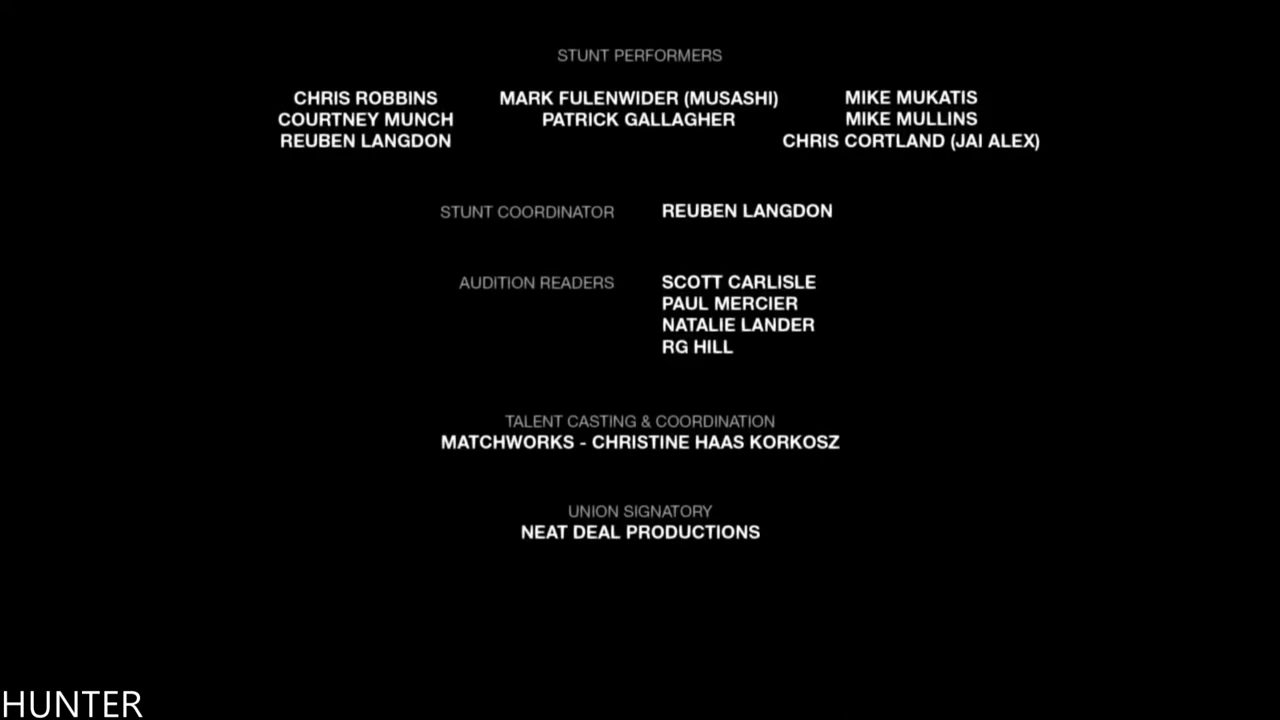 STUNT PERFORMERS
CHRIS ROBBINS MARK FULENWIDER (MUSASHI) MIKE MUKATIS
COURTNEY MUNCH PATRICK GALLAGHER MIKE MULLINS
REUBEN LANGDON CHRIS CORTLAND (JAI ALEX)
STUNT COORDINATOR REUBEN LANGDON
AUDITION READERS SCOTT CARLISLE
PAUL MERCIER
NATALIE LANDER
RG HILL
TALENT CASTING & COORDINATION
MATCHWORKS - CHRISTINE HAAS KORKOSZ
UNION SIGNATORY
NEAT DEAL PRODUCTIONS
HUNTER